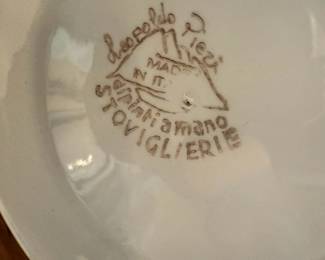 Leopoldo Pieri
MADE
IN IT
dipinti a mano
STOVIGLIERIE